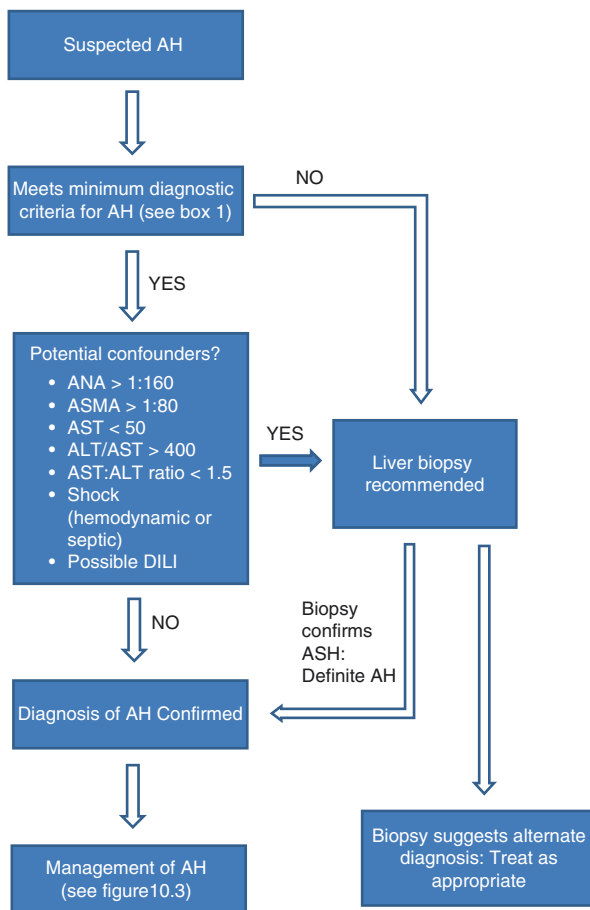 Suspected AH
Meets minimum diagnostic
criteria for AH (see box 1)
NO
YES
Potential confounders?
• ANA > 1:160
• ASMA > 1:80
• AST < 50
• ALT/AST > 400
• AST:ALT ratio < 1.5
• Shock
(hemodynamic or
septic)
• Possible DILI
YES
Liver biopsy
recommended
NO
Biopsy
confirms
ASH:
Definite AH
Diagnosis of AH Confirmed
Management of AH
(see figure10.3)
Biopsy suggests alternate
diagnosis: Treat as
appropriate